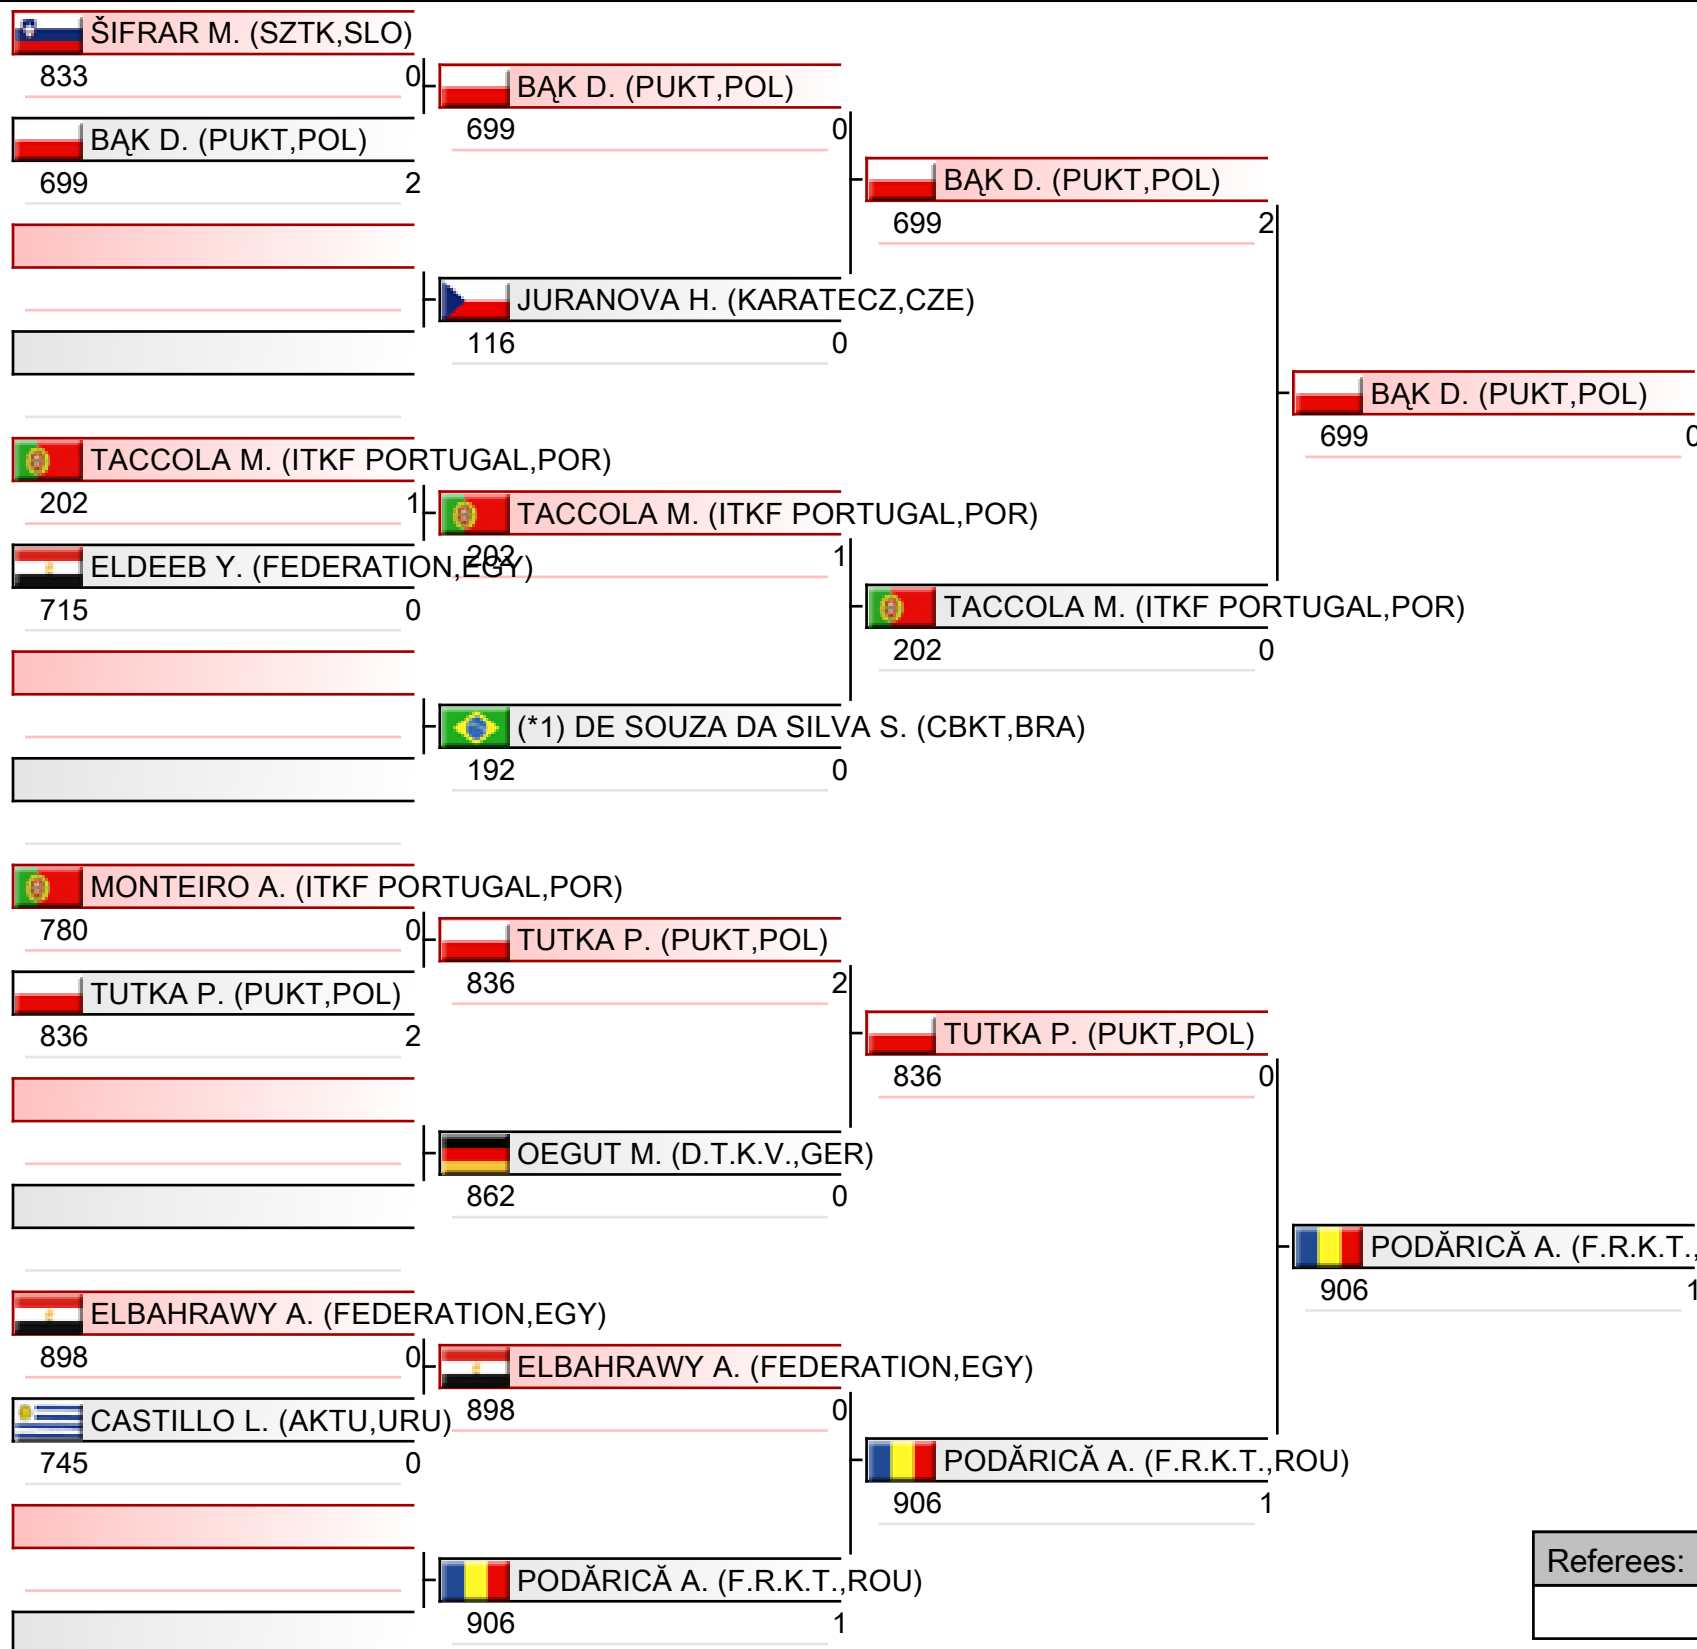 ŠIFRAR M. (SZTK,SLO)
833 0
BĄK D. (PUKT,POL)
699 2
TACCOLA M. (ITKF PORTUGAL,POR)
202 1
ELDEEB Y. (FEDERATION,EGY)
715 0
MONTEIRO A. (ITKF PORTUGAL,POR)
780 0
TUTKA P. (PUKT,POL)
836 2
ELBAHRAWY A. (FEDERATION,EGY)
898 0
CASTILLO L. (AKTU,URU)
745 0
BĄK D. (PUKT,POL)
699 0
JURANOVA H. (KARATECZ,CZE)
116 0
TACCOLA M. (ITKF PORTUGAL,POR)
202 1
(*1) DE SOUZA DA SILVA S. (CBKT,BRA)
192 0
TUTKA P. (PUKT,POL)
836 2
OEGUT M. (D.T.K.V.,GER)
862 0
ELBAHRAWY A. (FEDERATION,EGY)
898 0
PODĂRICĂ A. (F.R.K.T.,ROU)
906 1
BĄK D. (PUKT,POL)
699 2
TACCOLA M. (ITKF PORTUGAL,POR)
202 0
TUTKA P. (PUKT,POL)
836 0
PODĂRICĂ A. (F.R.K.T.,ROU)
906 1
BĄK D. (PUKT,POL)
699 0
PODĂRICĂ A. (F.R.K.T.,
906 1
Referees: